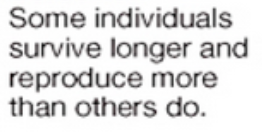 Some individuals
survive longer and
reproduce more
than others do.